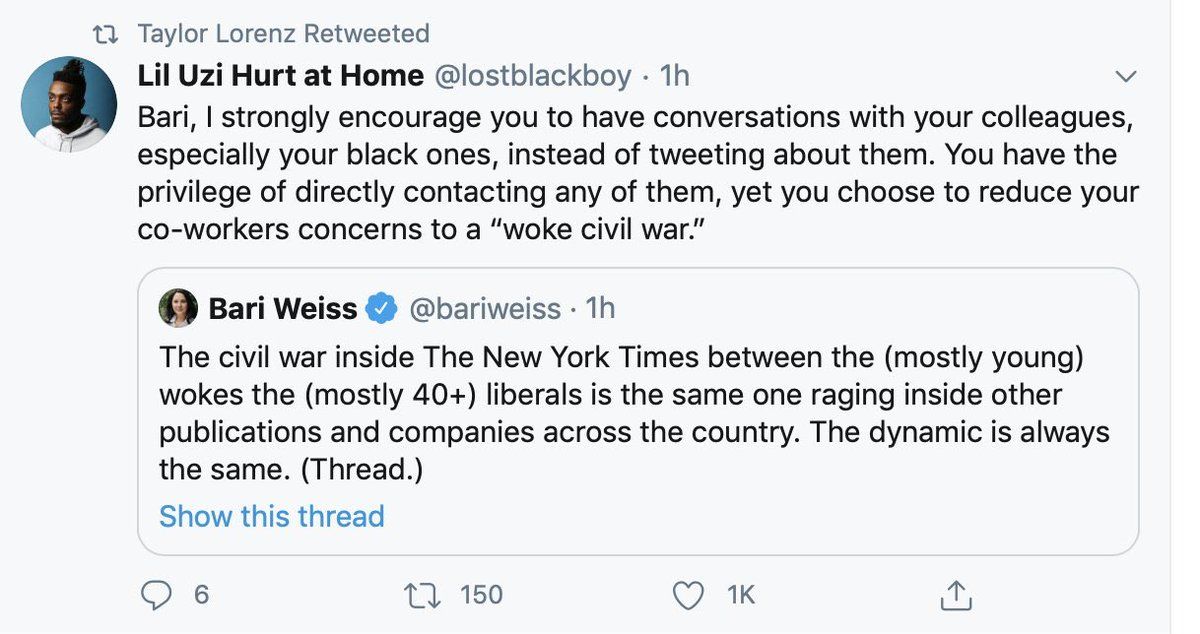 Taylor Lorenz Retweeted
Lil Uzi Hurt at Home @lostblackboy · 1h
Bari, I strongly encourage you to have conversations with your colleagues,
especially your black ones, instead of tweeting about them. You have the
privilege of directly contacting any of them, yet you choose to reduce your
co-workers concerns to a “woke civil war.”
Bari Weiss @bariweiss · 1h
The civil war inside The New York Times between the (mostly young)
wokes the (mostly 40+) liberals is the same one raging inside other
publications and companies across the country. The dynamic is always
the same. (Thread.)
Show this thread
6 150 1K